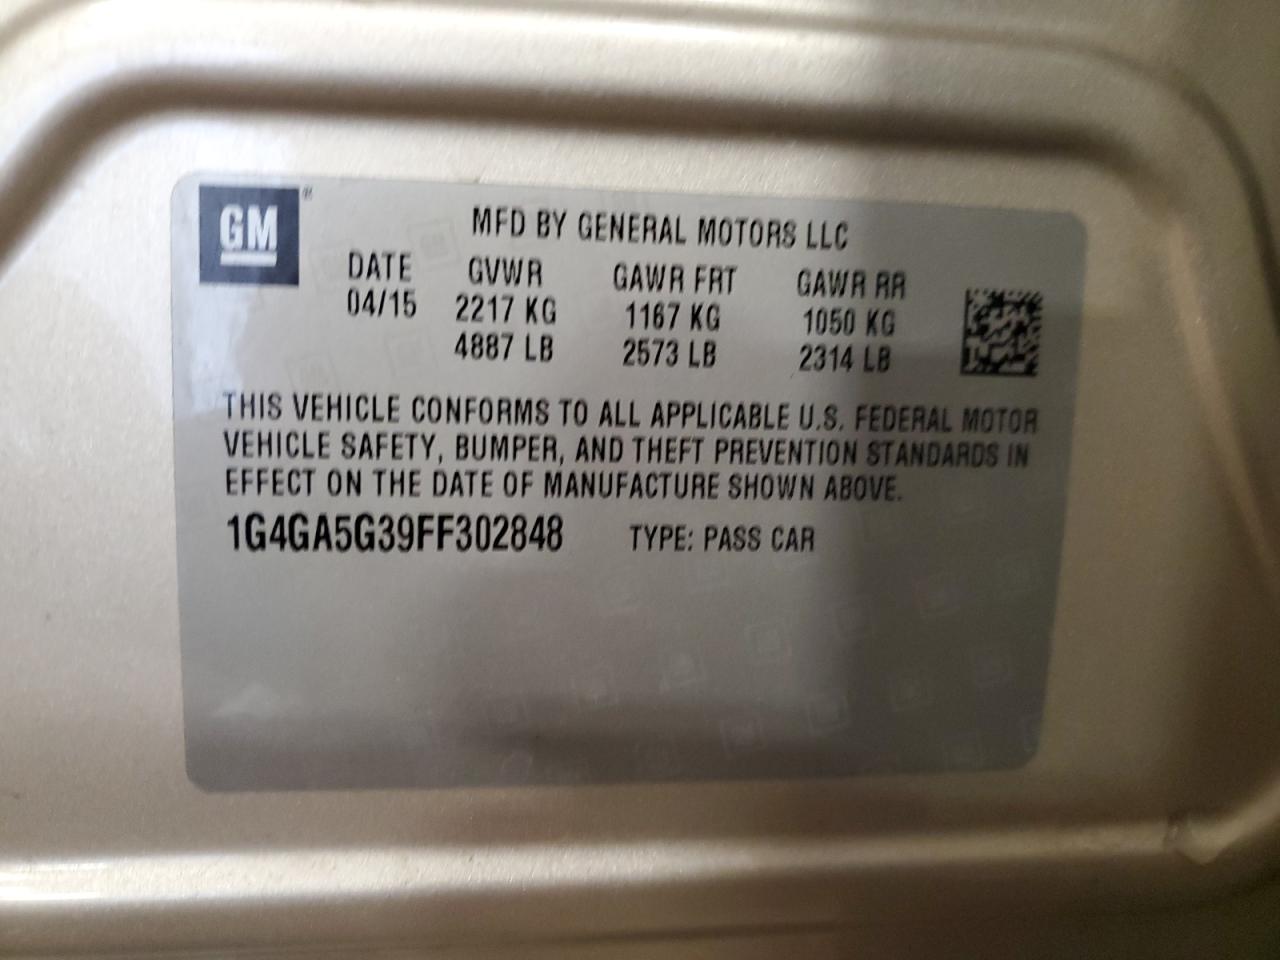 GM®
MFD BY GENERAL MOTORS LLC
DATE GVWR GAWR FRT GAWR RR
04/15 2217 KG 1167 KG 1050 KG
4887 LB 2573 LB 2314 LB
THIS VEHICLE CONFORMS TO ALL APPLICABLE U.S. FEDERAL MOTOR
VEHICLE SAFETY, BUMPER, AND THEFT PREVENTION STANDARDS IN
EFFECT ON THE DATE OF MANUFACTURE SHOWN ABOVE.
1G4GA5G39FF302848 TYPE: PASS CAR